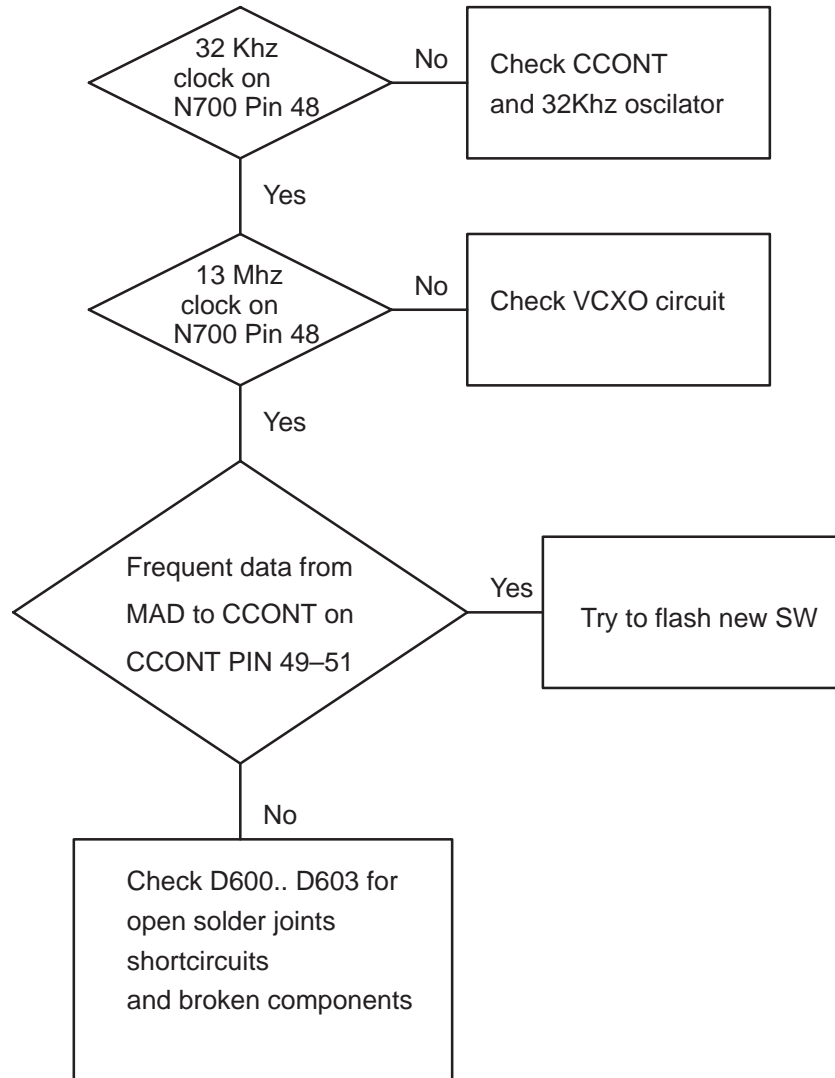 32 Khz
clock on
N700 Pin 48
No
Check CCONT
and 32Khz oscilator
Yes
13 Mhz
clock on
N700 Pin 48
No
Check VCXO circuit
Yes
Frequent data from
MAD to CCONT on
CCONT PIN 49–51
Yes
Try to flash new SW
No
Check D600.. D603 for
open solder joints
shortcircuits
and broken components